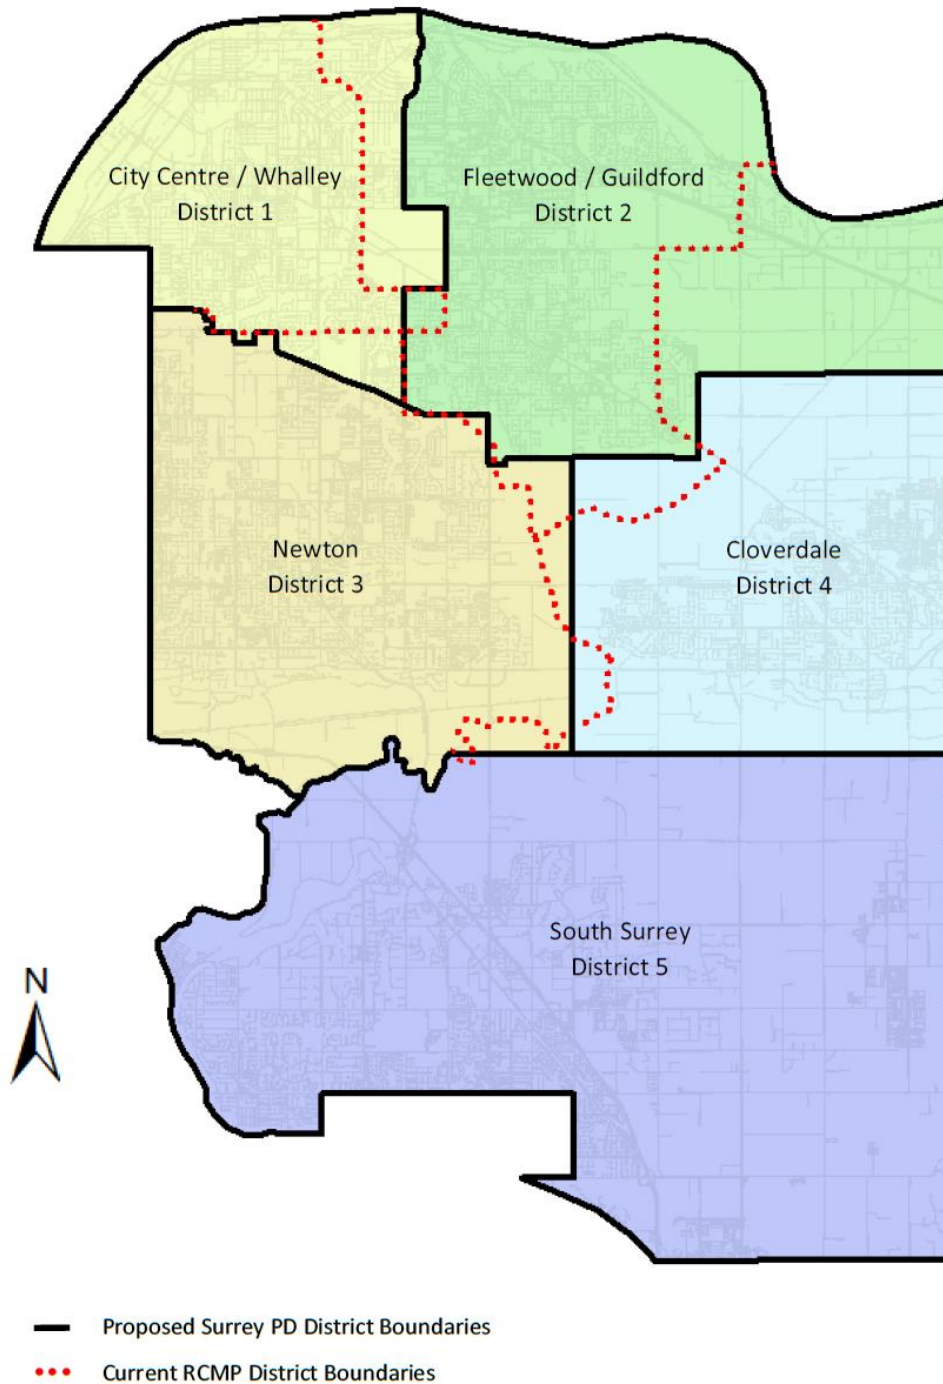 City Centre / Whalley
District 1
Fleetwood / Guildford
District 2
Newton
District 3
Cloverdale
District 4
South Surrey
District 5
N
Proposed Surrey PD District Boundaries
Current RCMP District Boundaries